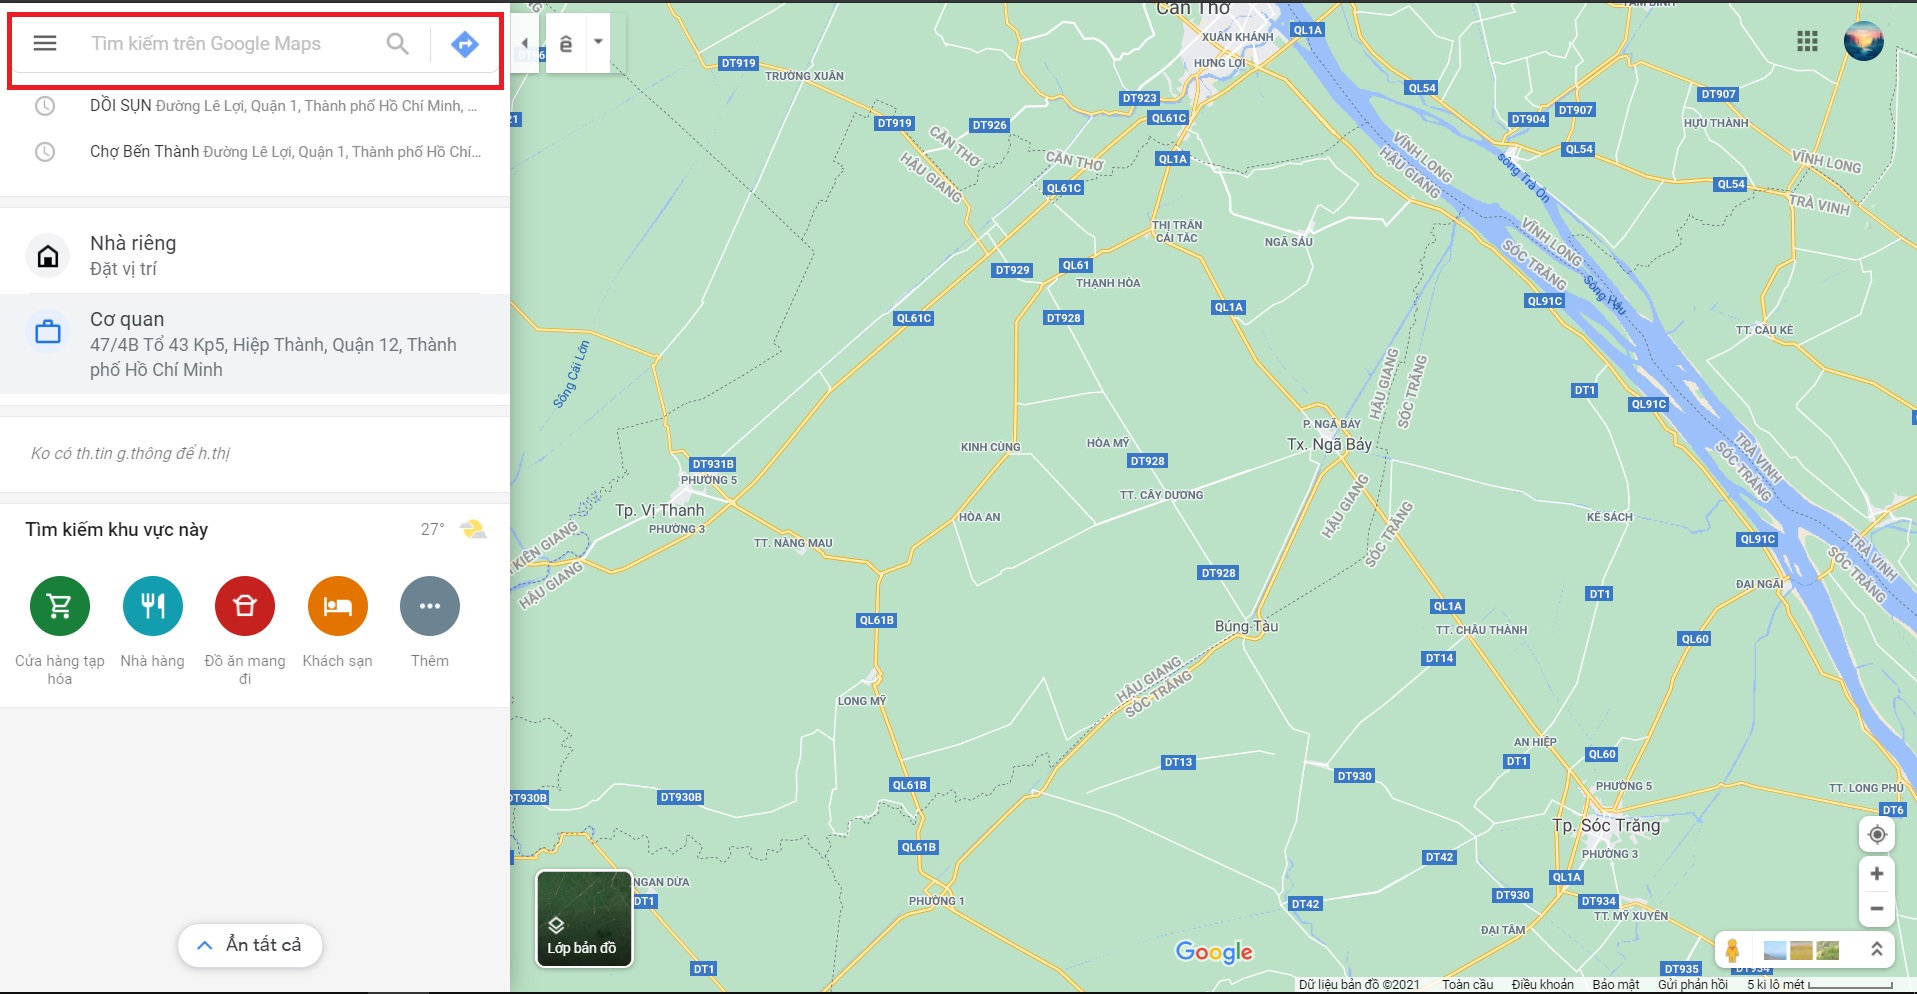 Tìm kiếm trên Google Maps
DỒI SỤN Đường Lê Lợi, Quận 1, Thành phố Hồ Chí Minh, ...
Chợ Bến Thành Đường Lê Lợi, Quận 1, Thành phố Hồ Chí...
Nhà riêng
Đặt vị trí
Cơ quan
47/4B Tổ 43 Kp5, Hiệp Thành, Quận 12, Thành
phố Hồ Chí Minh
Ko có th.tin g.thông để h.thị
Tìm kiếm khu vực này
27°
Cửa hàng tạp
hóa
Nhà hàng
Đồ ăn mang
đi
Khách sạn
Thêm
Ẩn tất cả
ê
Cần Thơ
XUÂN KHÁNH
QL1A
HƯNG LỢI
DT919
TRƯỜNG XUÂN
DT923
QL61C
QL54
DT907
DT907
DT904
HỰU THÀNH
DT919
DT926
CẦN THƠ
HẬU GIANG
CẦN THƠ
QL1A
VĨNH LONG
HẬU GIANG
QL54
sông Trà Ôn
VĨNH LONG
TRÀ VINH
QL54
QL61C
THỊ TRẤN
CÁI TẮC
NGÃ SÁU
VĨNH LONG
SÓC TRĂNG
Sông Hậu
DT929
QL61
THẠNH HÒA
QL61C
DT928
QL1A
QL91C
TT. CẦU KÈ
Sông Cái Lớn
HẬU GIANG
SÓC TRĂNG
DT1
QL91C
P. NGÃ BẢY
Tx. Ngã Bảy
KINH CÙNG
HÒA MỸ
DT928
TRÀ VINH
SÓC TRĂNG
DT931B
PHƯỜNG 5
Tp. Vị Thanh
PHƯỜNG 3
TT. CÂY DƯƠNG
HẬU GIANG
SÓC TRĂNG
HÒA AN
KẾ SÁCH
TT. NÀNG MAU
KIÊN GIANG
HẬU GIANG
QL91C
TRÀ VINH
SÓC TRĂNG
DT928
ĐẠI NGÃI
DT1
QL1A
QL61B
Búng Tàu
TT. CHÂU THÀNH
QL60
DT14
HẬU GIANG
SÓC TRĂNG
LONG MỸ
AN HIỆP
QL60
DT1
DT13
DT930
QL61B
PHƯỜNG 5
TT. LONG PHÚ
DT6
DT930B
DT930B
Tp. Sóc Trăng
PHƯỜNG 3
QL61B
DT42
QL1A
NGAN DỪA
DT1
PHƯỜNG 1
DT42
DT930
DT934
TT. MỸ XUYÊN
ĐẠI TÂM
Lớp bản đồ
Google
DT1
DT935
DT934
Dữ liệu bản đồ ©2021
Toàn cầu
Điều khoản
Bảo mật
Gửi phản hồi
5 ki lô mét